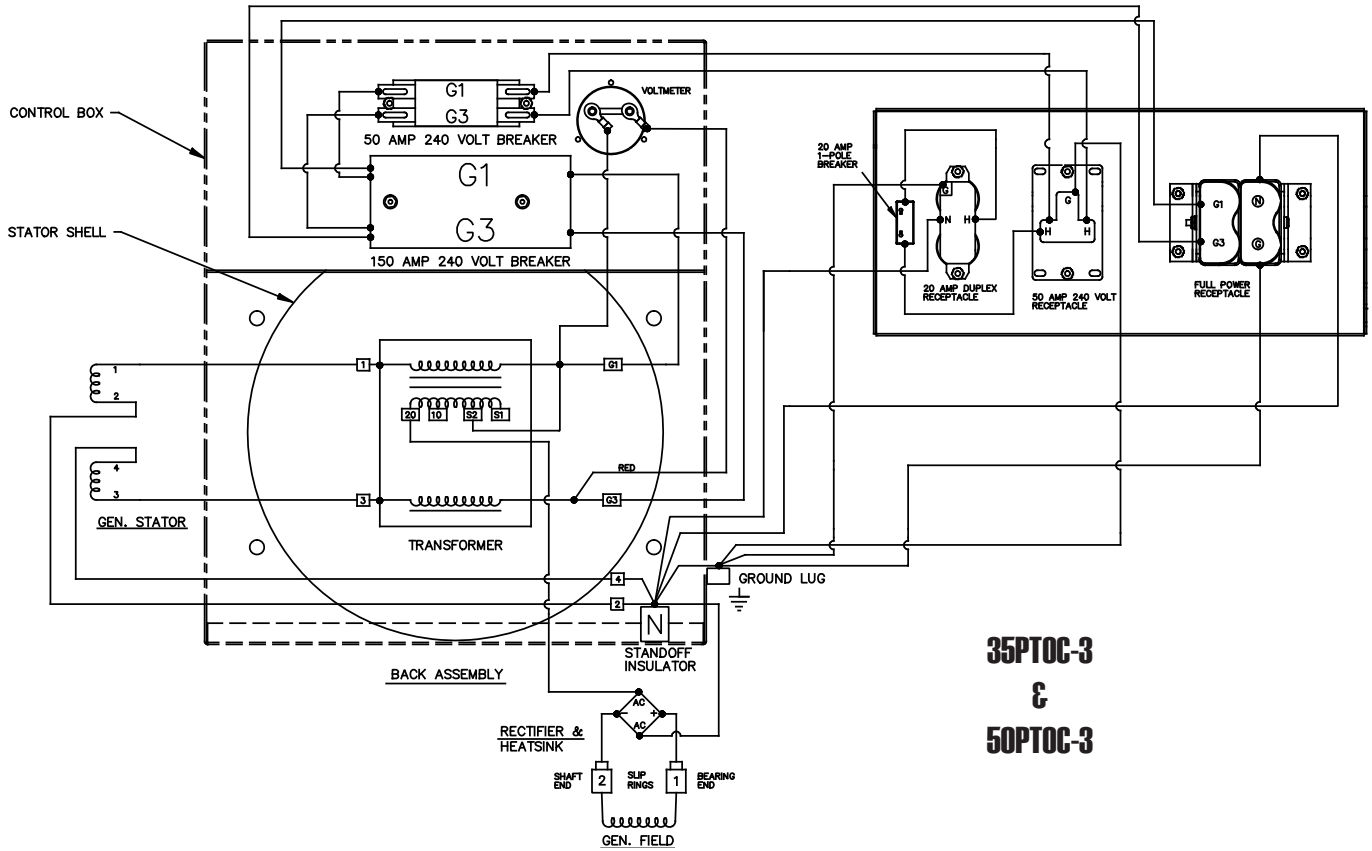 G1
G3
VOLTMETER
CONTROL BOX
50 AMP 240 VOLT BREAKER
20 AMP
1-POLE
BREAKER
G1
G3
STATOR SHELL
150 AMP 240 VOLT BREAKER
G
N
H
G
H
H
G1
N
G3
G
20 AMP DUPLEX
RECEPTACLE
50 AMP 240 VOLT
RECEPTACLE
FULL POWER
RECEPTACLE
1
2
1
G1
20
10
S2
S1
4
3
RED
3
G3
GEN. STATOR
TRANSFORMER
4
GROUND LUG
2
N
STANDOFF
INSULATOR
BACK ASSEMBLY
35PTOC-3
&
50PTOC-3
AC
-
+
AC
RECTIFIER &
HEATSINK
SHAFT
END
2
SLIP
RINGS
1
BEARING
END
GEN. FIELD